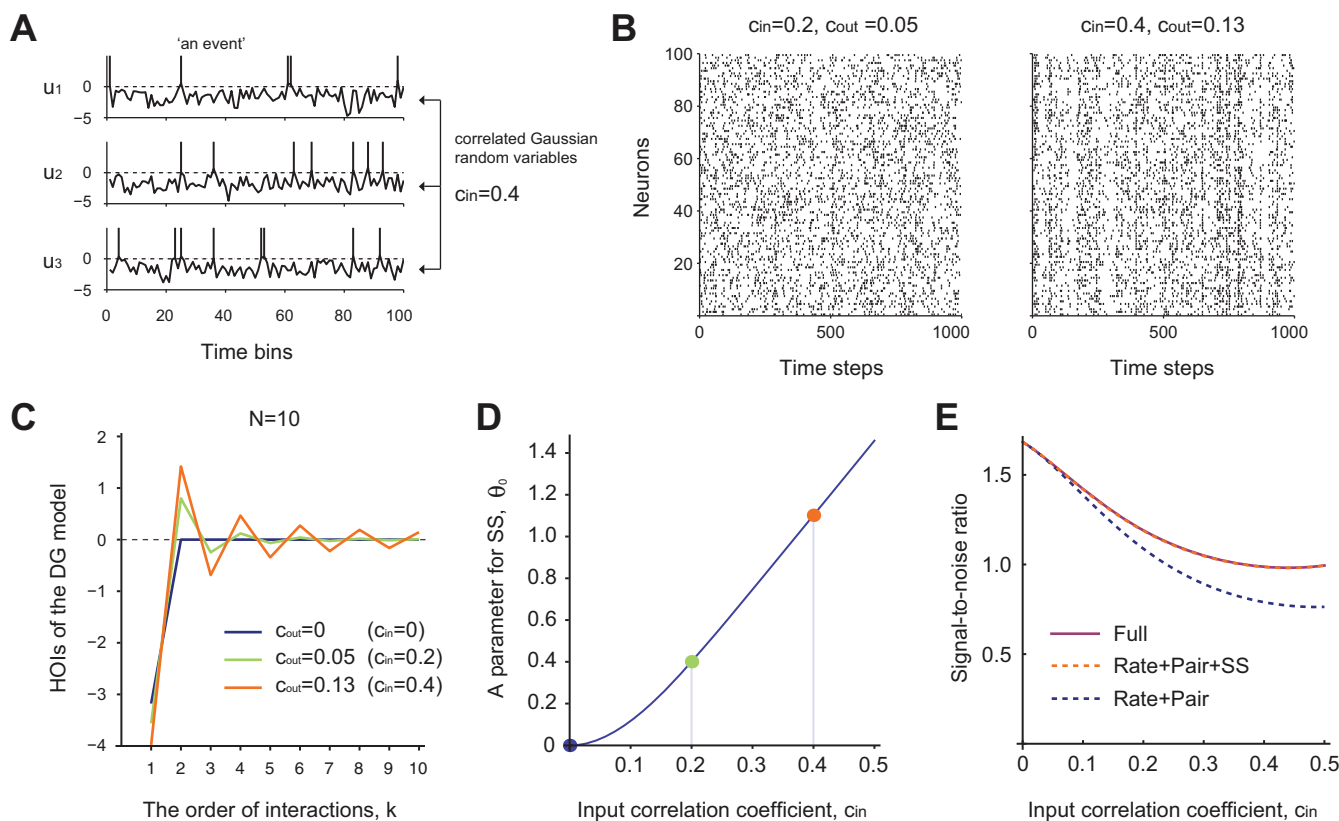 A
'an event'
u1
0
−5
u2
0
−5
u3
0
−5
0 20 40 60 80 100
Time bins
correlated Gaussian
random variables
cin=0.4
B
cin=0.2, cout =0.05
cin=0.4, cout=0.13
Neurons
100
80
60
40
20
0 500 1000
Time steps
0 500 1000
Time steps
C
N=10
HOIs of the DG model
2
1
0
−1
−2
−3
−4
cout=0 (cin=0)
cout=0.05 (cin=0.2)
cout=0.13 (cin=0.4)
1 2 3 4 5 6 7 8 9 10
The order of interactions, k
D
A parameter for SS, θ0
1.4
1.2
1.0
0.8
0.6
0.4
0.2
0
0.1 0.2 0.3 0.4 0.5
Input correlation coefficient, cin
E
Signal-to-noise ratio
1.5
1.0
0.5
Full
Rate+Pair+SS
Rate+Pair
0 0.1 0.2 0.3 0.4 0.5
Input correlation coefficient, cin